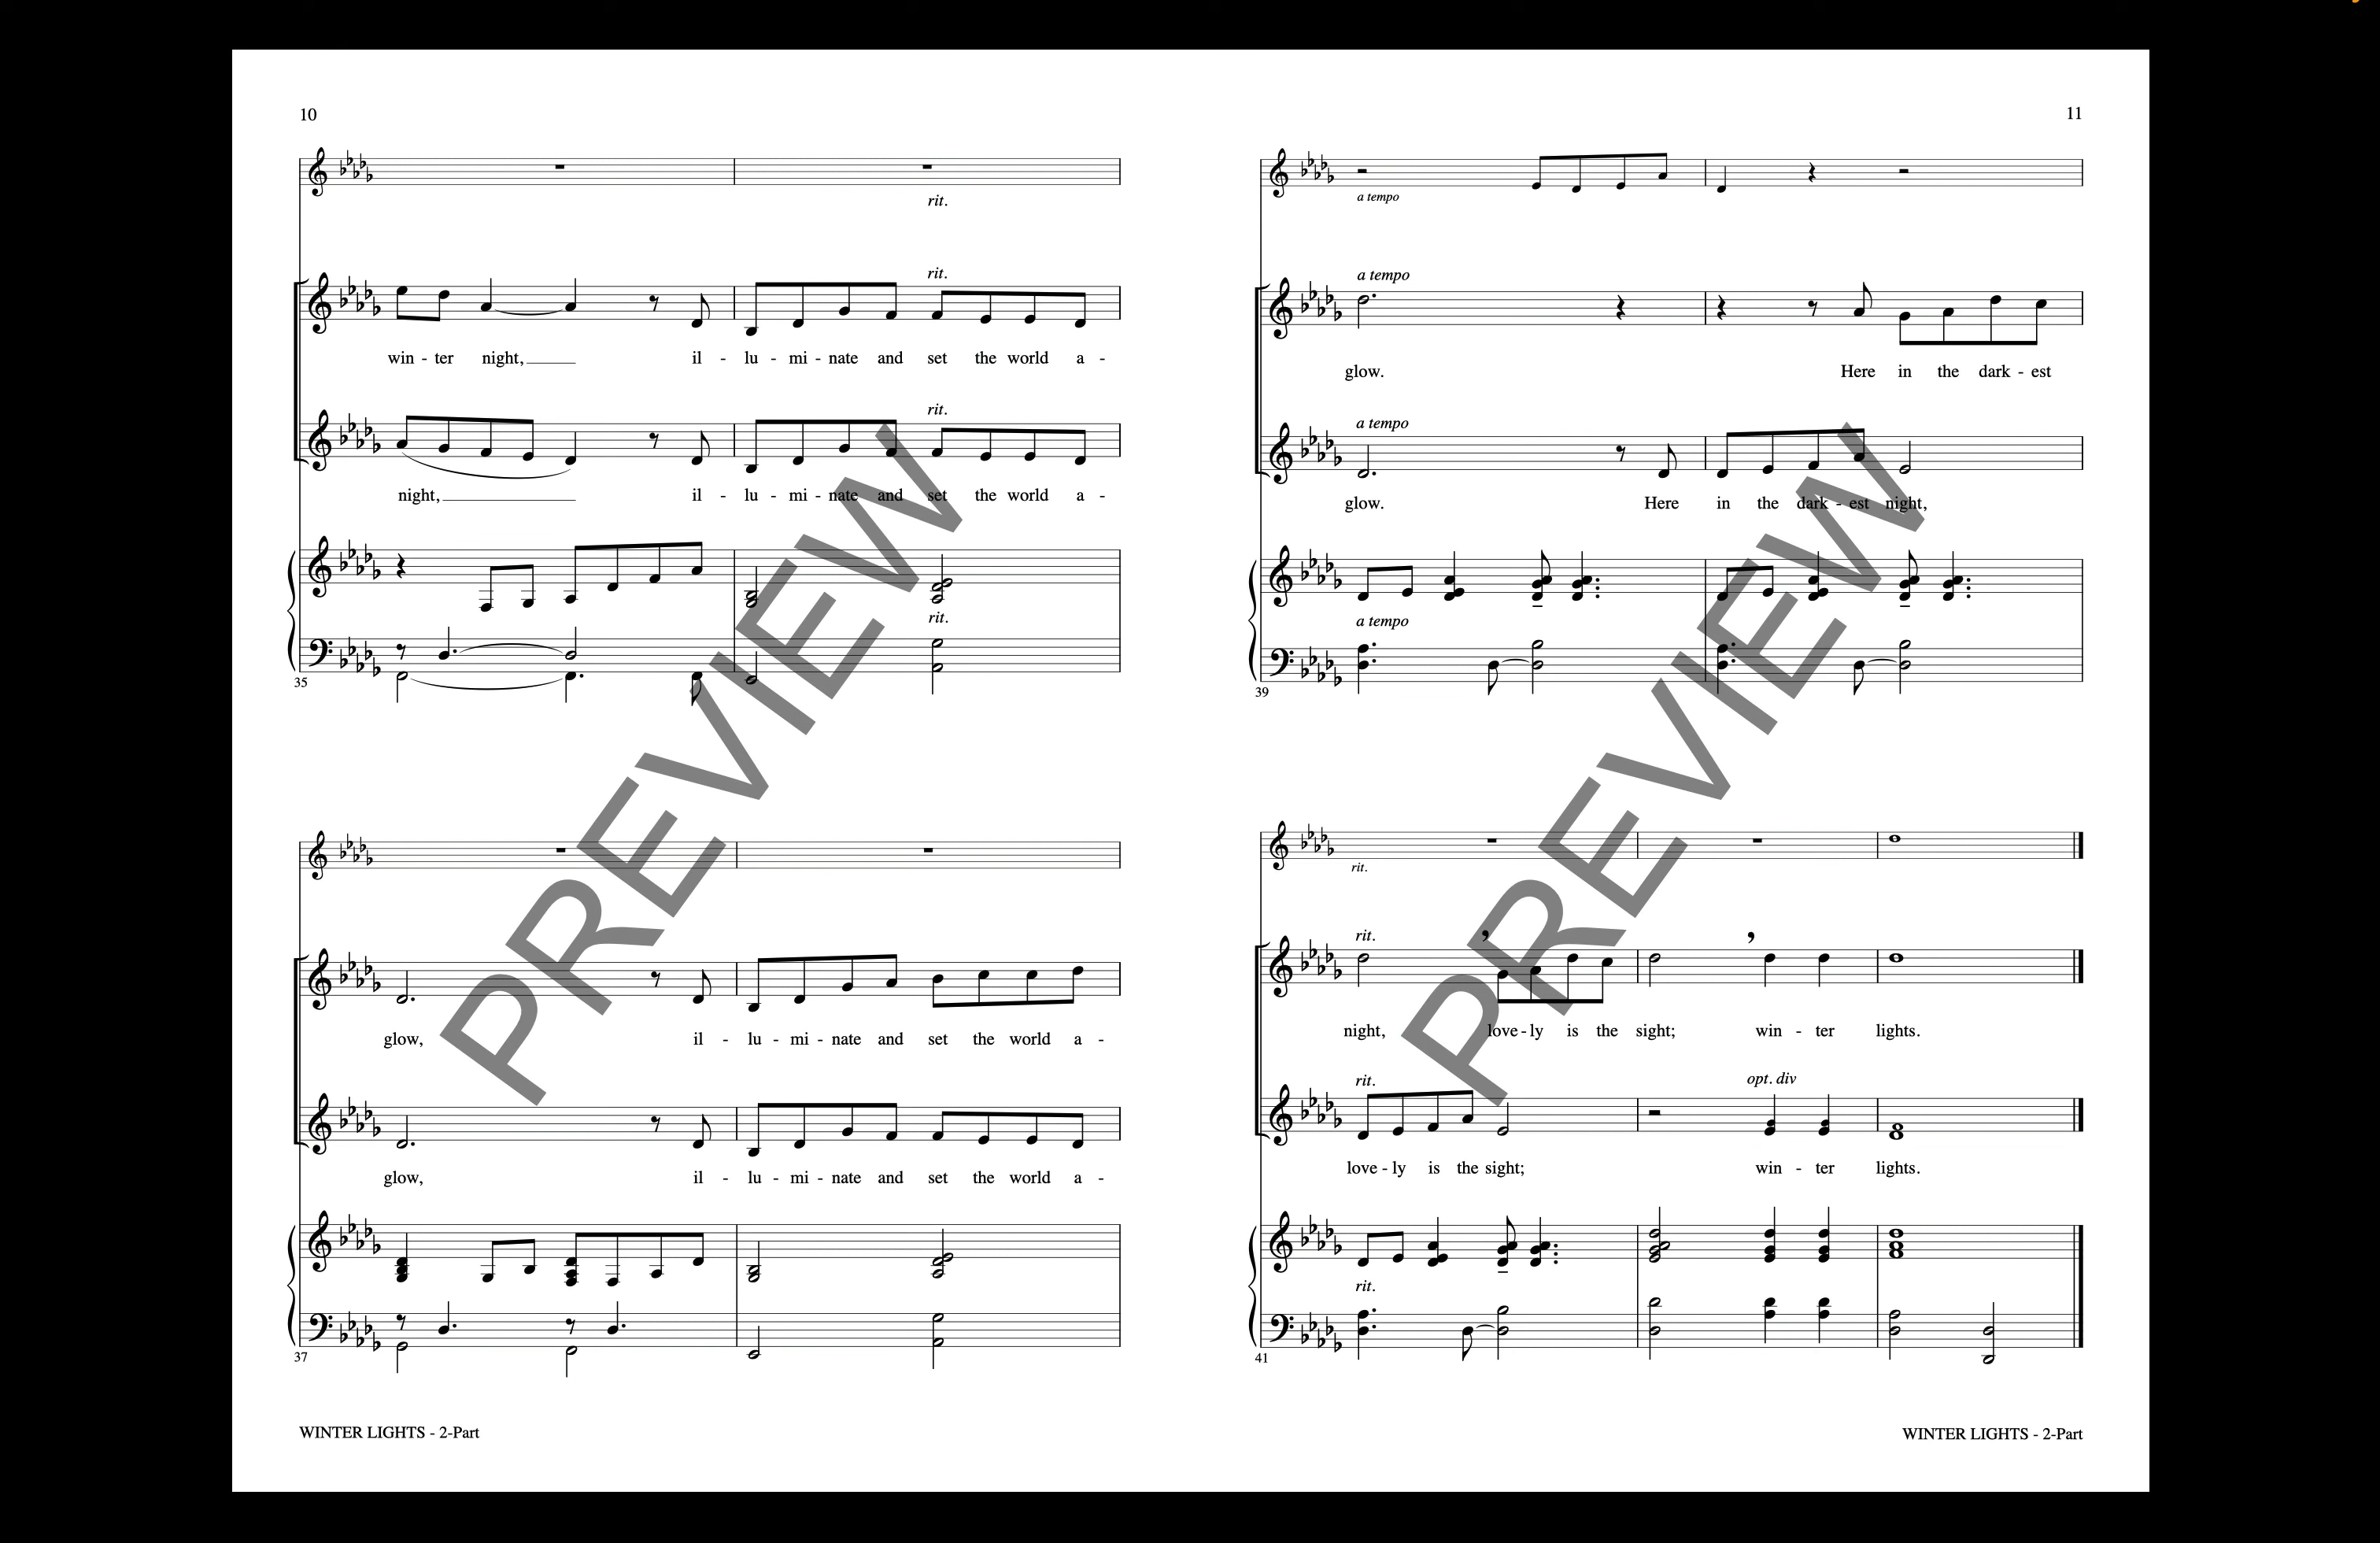 10
rit.
rit.
win - ter night, il - lu - mi - nate and set the world a -
rit.
night, il - lu - mi - nate and set the world a -
rit.
35
glow, il - lu - mi - nate and set the world a -
glow, il - lu - mi - nate and set the world a -
37
WINTER LIGHTS - 2-Part
PREVIEW
11
a tempo
a tempo
glow. Here in the dark - est
a tempo
glow. Here in the dark - est night,
a tempo
39
rit.
rit.
night, love - ly is the sight; win - ter lights.
rit. opt. div
love - ly is the sight; win - ter lights.
rit.
41
WINTER LIGHTS - 2-Part
PREVIEW